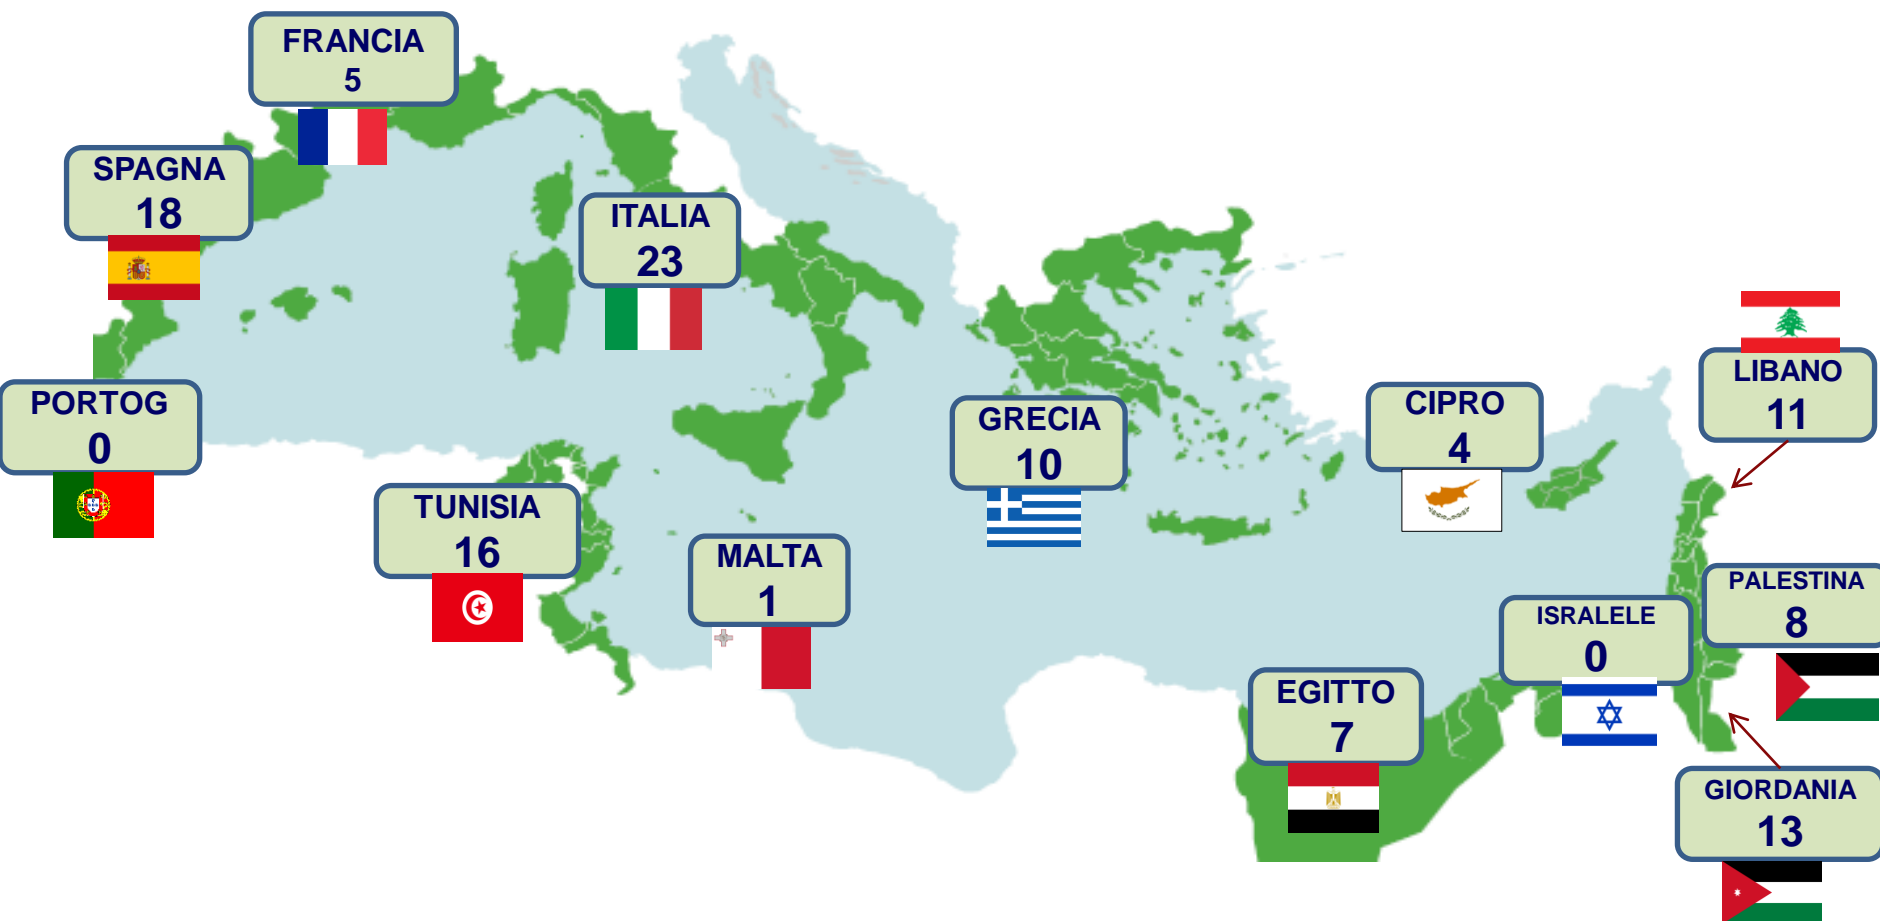 FRANCIA
5
SPAGNA
18
ITALIA
23
PORTOG
0
TUNISIA
16
MALTA
1
GRECIA
10
CIPRO
4
LIBANO
11
PALESTINA
8
ISRALELE
0
EGITTO
7
GIORDANIA
13